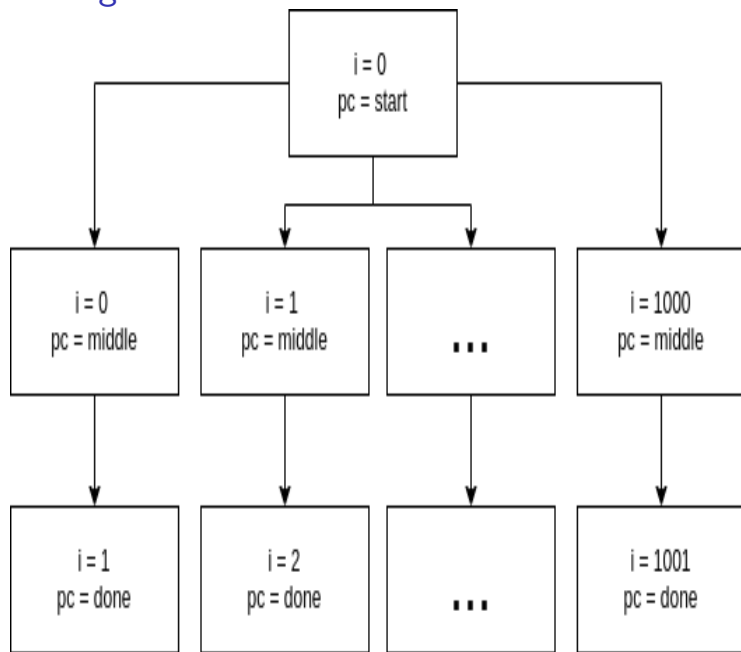 i = 0
pc = start
i = 0
pc = middle
i = 1
pc = middle
...
i = 1000
pc = middle
i = 1
pc = done
i = 2
pc = done
...
i = 1001
pc = done